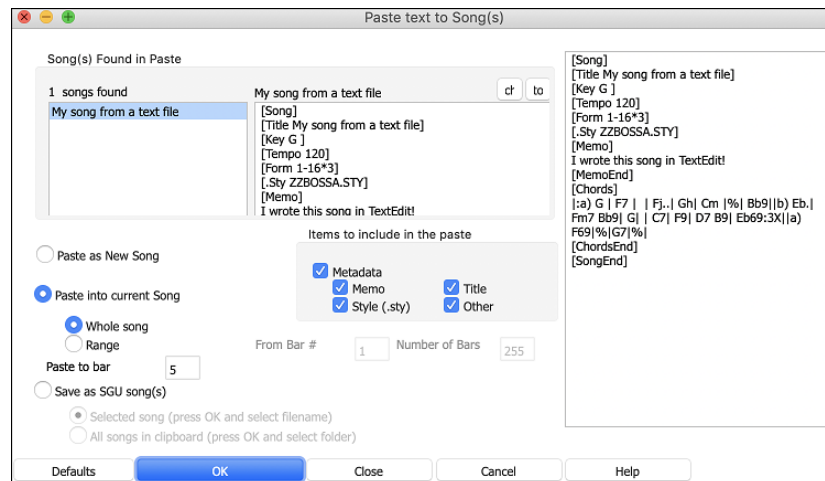 Paste text to Song(s)
Song(s) Found in Paste
1 songs found
My song from a text file
My song from a text file
to
[Song]
[Title My song from a text file]
[Key G ]
[Tempo 120]
[Form 1-16*3]
[.Sty ZZBOSSA.STY]
[Memo]
I wrote this song in TextEdit!
Items to include in the paste
Metadata
Memo
Title
Style (.sty)
Other
Paste as New Song
Paste into current Song
Whole song
Range
From Bar #
1
Number of Bars
255
Paste to bar
5
Save as SGU song(s)
Selected song (press OK and select filename)
All songs in clipboard (press OK and select folder)
[Song]
[Title My song from a text file]
[Key G ]
[Tempo 120]
[Form 1-16*3]
[.Sty ZZBOSSA.STY]
[Memo]
I wrote this song in TextEdit!
[MemoEnd]
[Chords]
|:a) G | F7 | | Fj..| Gh| Cm |%| Bb9||b) Eb.|
Fm7 Bb9| G| | C7| F9| D7 B9| Eb69:3X||a)
F69|%|G7|%|
[ChordsEnd]
[SongEnd]
Defaults
OK
Close
Cancel
Help